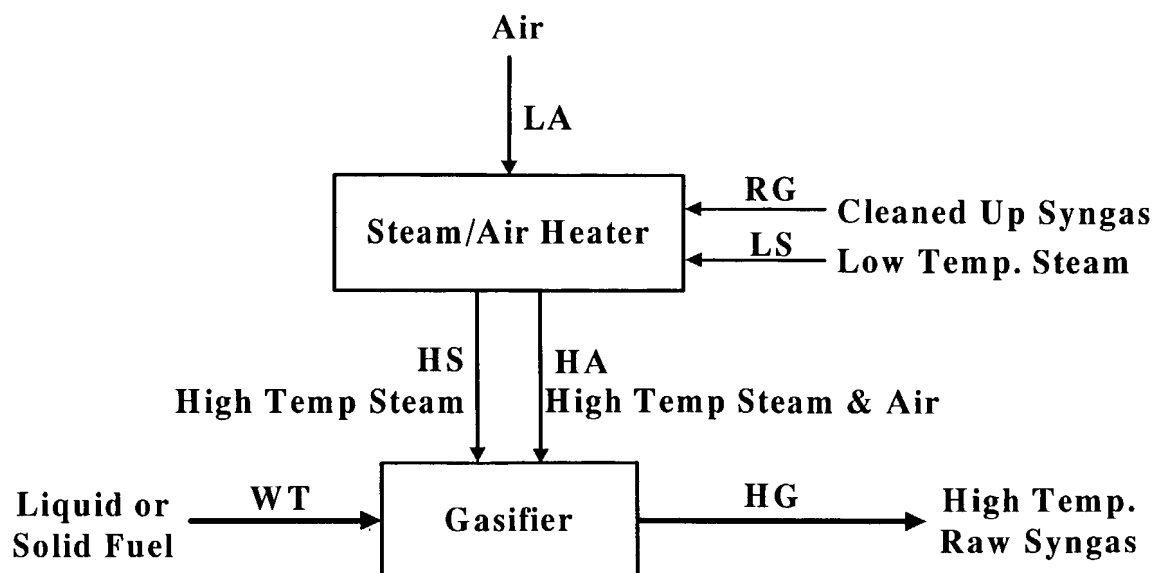 Air
LA
RG
Cleaned Up Syngas
Steam/Air Heater
LS
Low Temp. Steam
HS
HA
High Temp Steam
High Temp Steam & Air
Liquid or
Solid Fuel
WT
Gasifier
HG
High Temp.
Raw Syngas